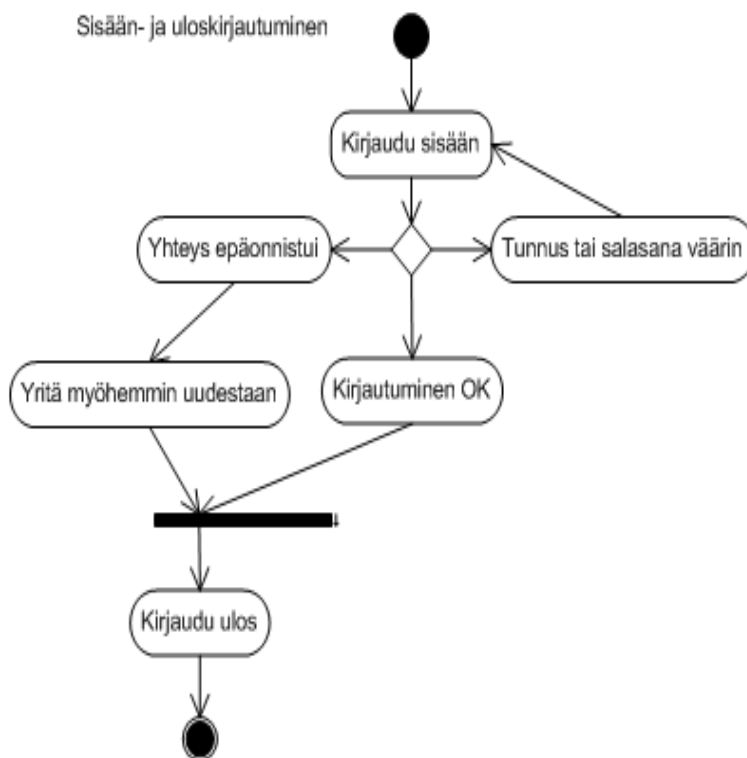 Sisään- ja uloskirjautuminen
Kirjaudu sisään
Yhteys epäonnistui
Tunnus tai salasana väärin
Yritä myöhemmin uudestaan
Kirjautuminen OK
Kirjaudu ulos